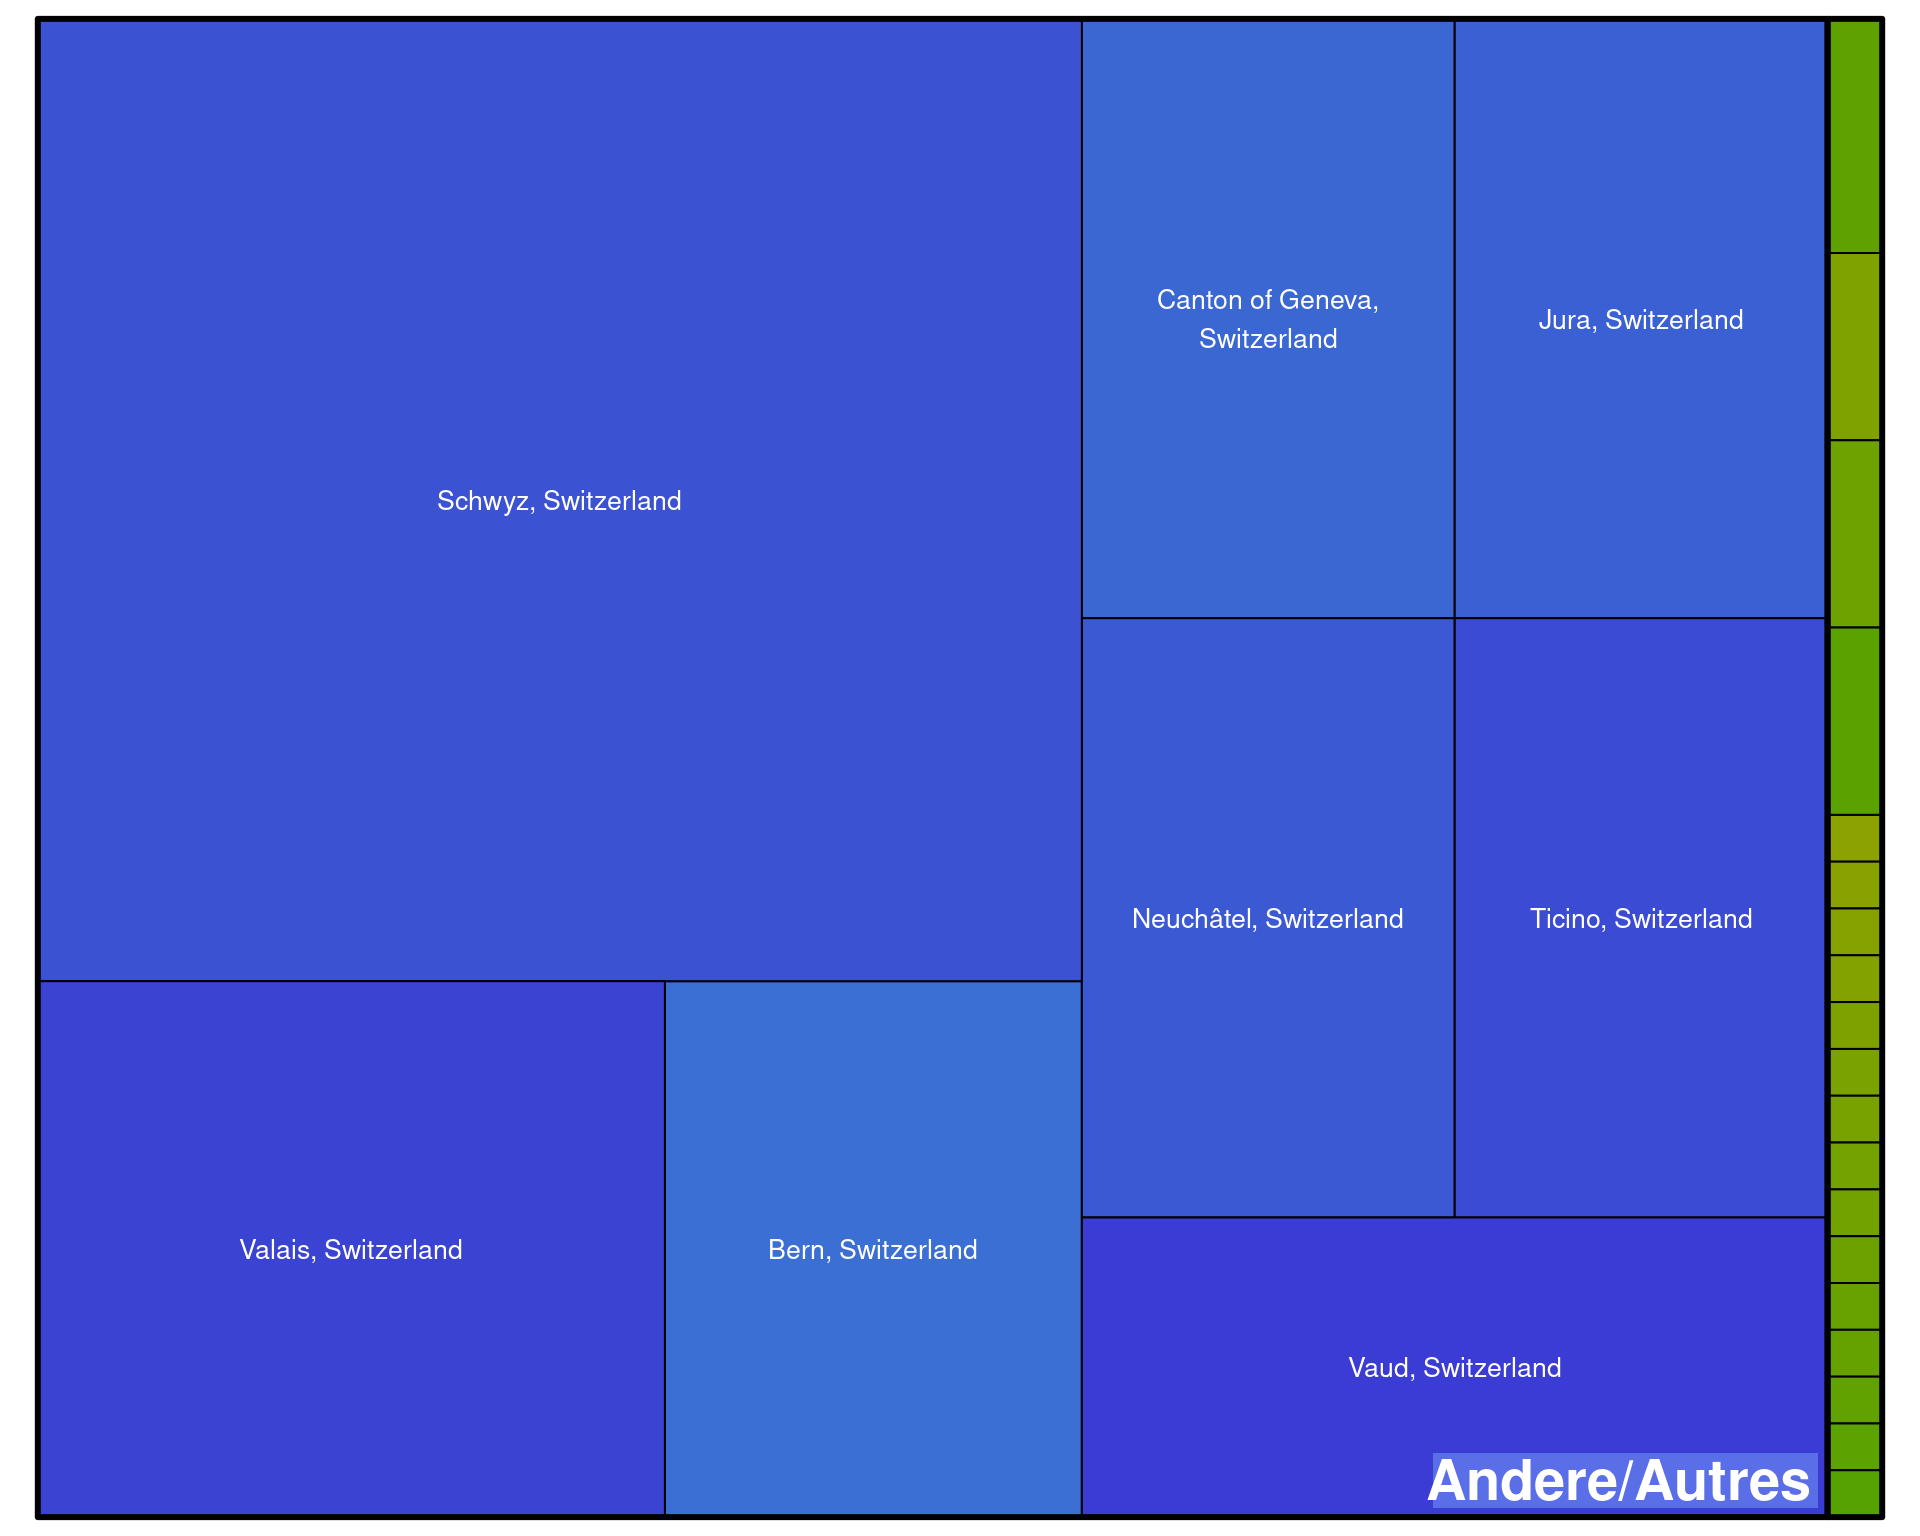 Canton of Geneva,
Switzerland
Jura, Switzerland
Schwyz, Switzerland
Neuchâtel, Switzerland
Ticino, Switzerland
Valais, Switzerland
Bern, Switzerland
Vaud, Switzerland
Andere/Autres